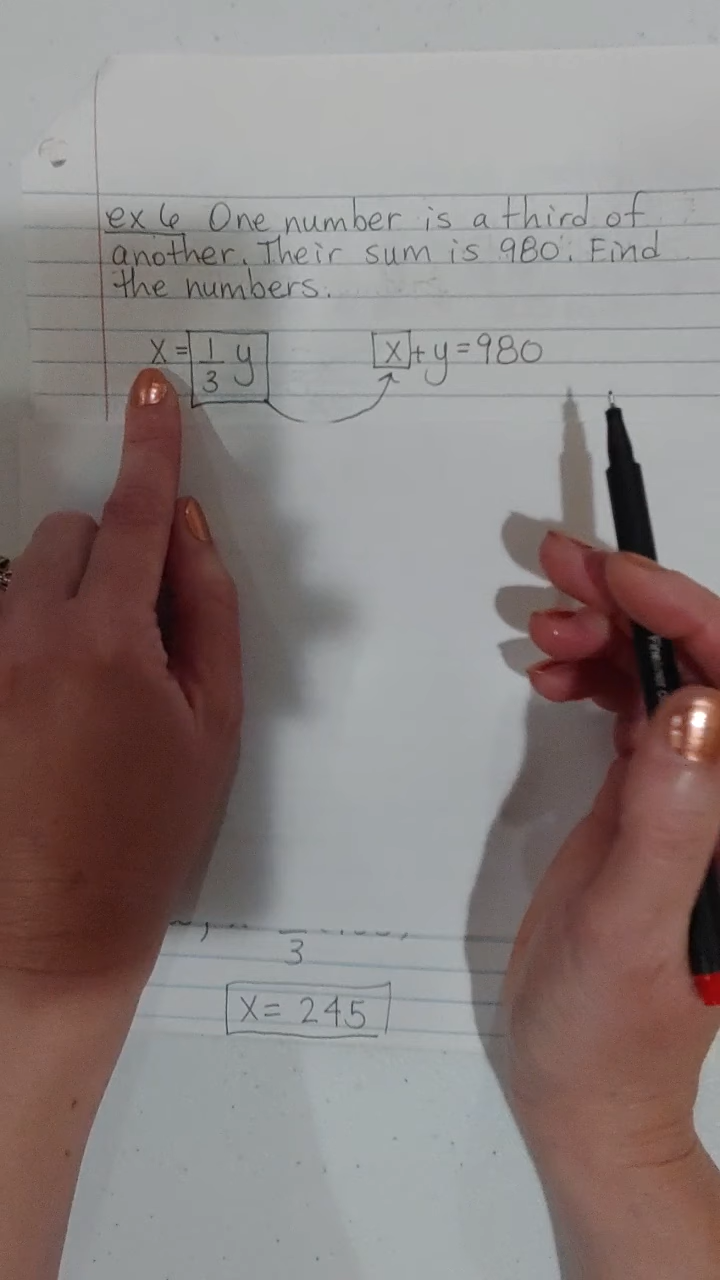 ex 6 One number is a third of
another. Their sum is 980. Find
the numbers.
x = 1/3 y x + y = 980
3
x = 245